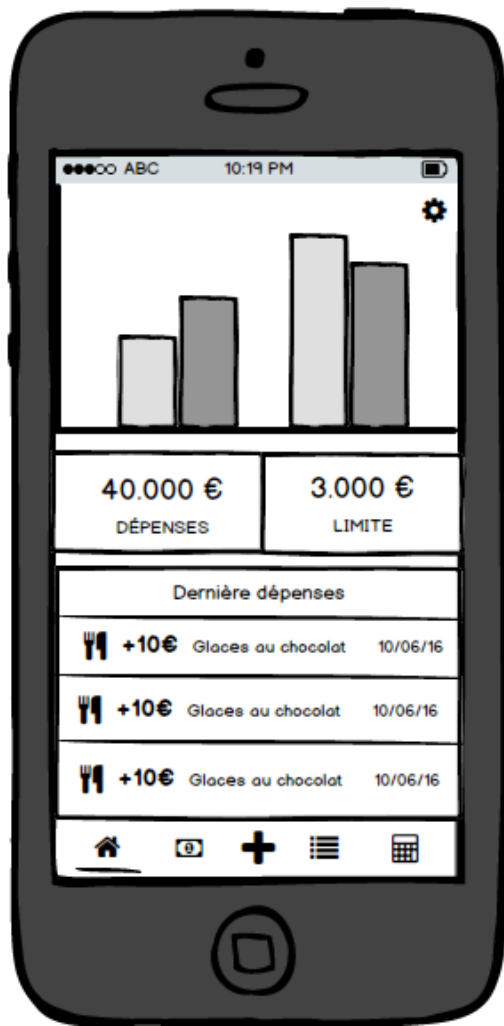 ABC 10:19 PM
40.000 € 3.000 €
DÉPENSES LIMITE
Dernière dépenses
+10€ Glaces au chocolat 10/06/16
+10€ Glaces au chocolat 10/06/16
+10€ Glaces au chocolat 10/06/16